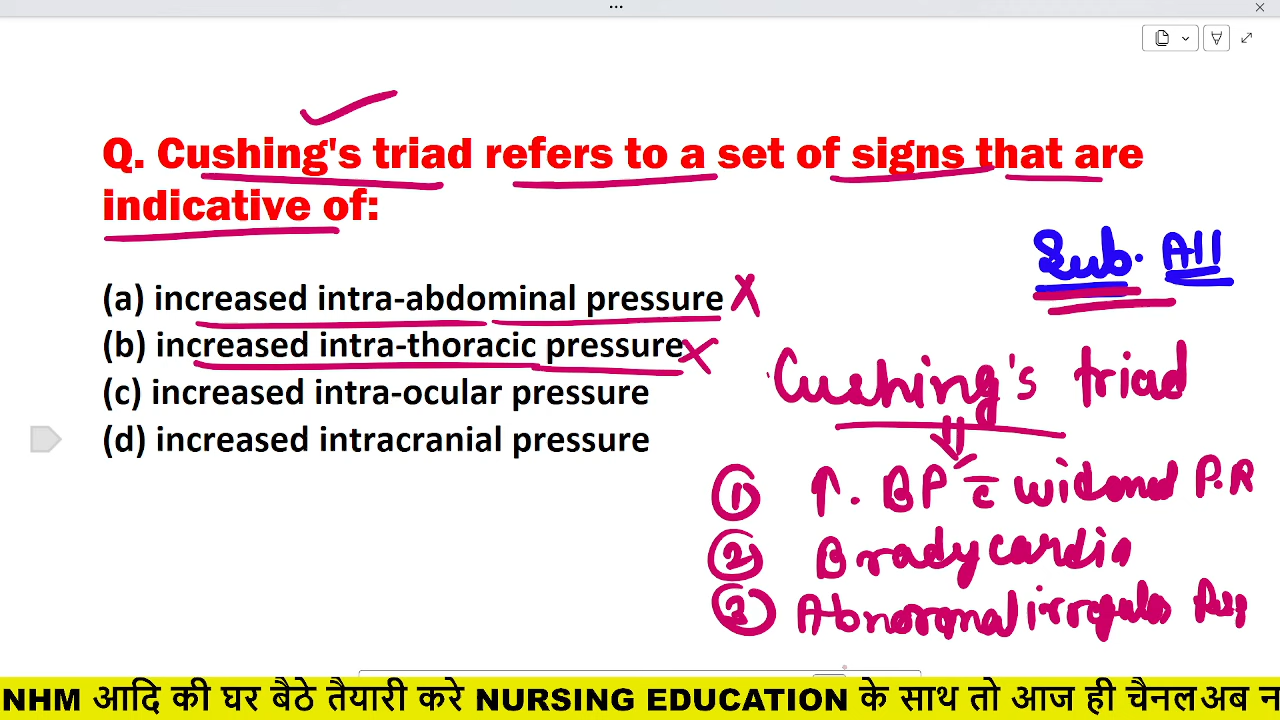 Q. Cushing's triad refers to a set of signs that are
indicative of:
Sub. All
(a) increased intra-abdominal pressure X
(b) increased intra-thoracic pressure X
(c) increased intra-ocular pressure
(d) increased intracranial pressure
Cushing's triad
① ↑. BP c̄ widend P.R
② Bradycardia
③ Abnormal irregular Resp
NHM आदि की घर बैठे तैयारी करे NURSING EDUCATION के साथ तो आज ही चैनल अब न